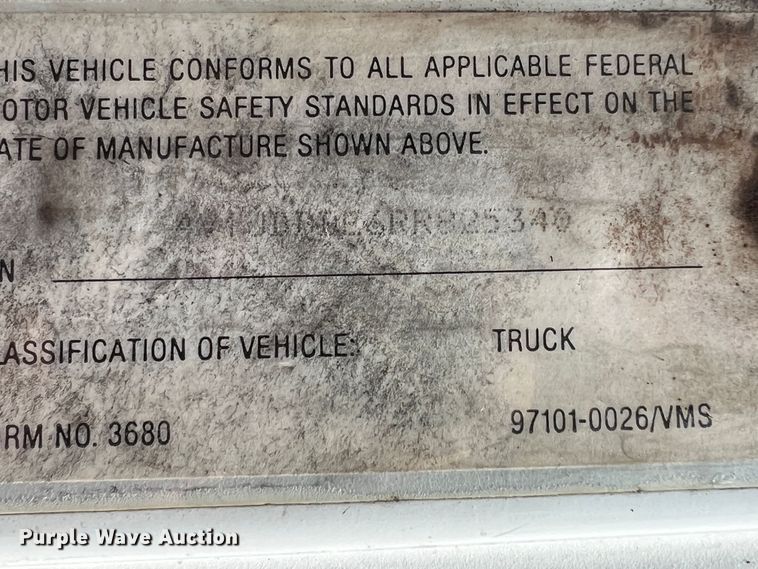 HIS VEHICLE CONFORMS TO ALL APPLICABLE FEDERAL
OTOR VEHICLE SAFETY STANDARDS IN EFFECT ON THE
ATE OF MANUFACTURE SHOWN ABOVE.
N
LASSIFICATION OF VEHICLE: TRUCK
RM NO. 3680 97101-0026/VMS
Purple Wave Auction